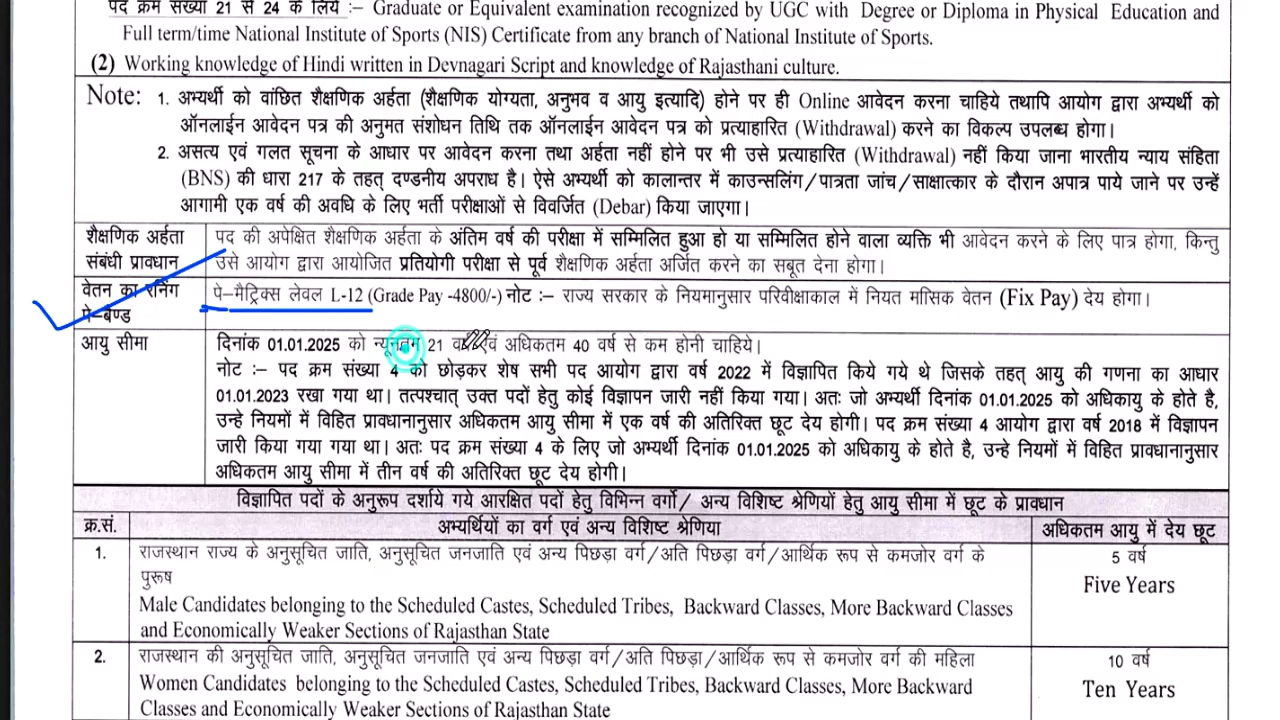 पद क्रम संख्या 21 से 24 के लिये :– Graduate or Equivalent examination recognized by UGC with Degree or Diploma in Physical Education and
Full term/time National Institute of Sports (NIS) Certificate from any branch of National Institute of Sports.
(2) Working knowledge of Hindi written in Devnagari Script and knowledge of Rajasthani culture.
Note: 1. अभ्यर्थी को वांछित शैक्षणिक अर्हता (शैक्षणिक योग्यता, अनुभव व आयु इत्यादि) होने पर ही Online आवेदन करना चाहिये तथापि आयोग द्वारा अभ्यर्थी को
ऑनलाईन आवेदन पत्र की अनुमत संशोधन तिथि तक ऑनलाईन आवेदन पत्र को प्रत्याहारित (Withdrawal) करने का विकल्प उपलब्ध होगा।
2. असत्य एवं गलत सूचना के आधार पर आवेदन करना तथा अर्हता नहीं होने पर भी उसे प्रत्याहारित (Withdrawal) नहीं किया जाना भारतीय न्याय संहिता
(BNS) की धारा 217 के तहत् दण्डनीय अपराध है। ऐसे अभ्यर्थी को कालान्तर में काउन्सलिंग/पात्रता जांच/साक्षात्कार के दौरान अपात्र पाये जाने पर उन्हें
आगामी एक वर्ष की अवधि के लिए भर्ती परीक्षाओं से विवर्जित (Debar) किया जाएगा।
शैक्षणिक अर्हता पद की अपेक्षित शैक्षणिक अर्हता के अंतिम वर्ष की परीक्षा में सम्मिलित हुआ हो या सम्मिलित होने वाला व्यक्ति भी आवेदन करने के लिए पात्र होगा, किन्तु
संबंधी प्रावधान उसे आयोग द्वारा आयोजित प्रतियोगी परीक्षा से पूर्व शैक्षणिक अर्हता अर्जित करने का सबूत देना होगा।
वेतन का रनिंग पे–मैट्रिक्स लेवल L-12 (Grade Pay -4800/-) नोट :– राज्य सरकार के नियमानुसार परिवीक्षाकाल में नियत मासिक वेतन (Fix Pay) देय होगा।
पे–बैण्ड
आयु सीमा दिनांक 01.01.2025 को न्यूनतम 21 वर्ष एवं अधिकतम 40 वर्ष से कम होनी चाहिये।
नोट :– पद क्रम संख्या 4 को छोड़कर शेष सभी पद आयोग द्वारा वर्ष 2022 में विज्ञापित किये गये थे जिसके तहत् आयु की गणना का आधार
01.01.2023 रखा गया था। तत्पश्चात् उक्त पदों हेतु कोई विज्ञापन जारी नहीं किया गया। अतः जो अभ्यर्थी दिनांक 01.01.2025 को अधिकायु के होते है,
उन्हे नियमों में विहित प्रावधानानुसार अधिकतम आयु सीमा में एक वर्ष की अतिरिक्त छूट देय होगी। पद क्रम संख्या 4 आयोग द्वारा वर्ष 2018 में विज्ञापन
जारी किया गया गया था। अतः पद क्रम संख्या 4 के लिए जो अभ्यर्थी दिनांक 01.01.2025 को अधिकायु के होते है, उन्हे नियमों में विहित प्रावधानानुसार
अधिकतम आयु सीमा में तीन वर्ष की अतिरिक्त छूट देय होगी।
विज्ञापित पदों के अनुरूप दर्शाये गये आरक्षित पदों हेतु विभिन्न वर्गो/ अन्य विशिष्ट श्रेणियों हेतु आयु सीमा में छूट के प्रावधान
क्र.सं. अभ्यर्थियों का वर्ग एवं अन्य विशिष्ट श्रेणिया अधिकतम आयु में देय छूट
1. राजस्थान राज्य के अनुसूचित जाति, अनुसूचित जनजाति एवं अन्य पिछड़ा वर्ग/अति पिछड़ा वर्ग/आर्थिक रूप से कमजोर वर्ग के 5 वर्ष
पुरूष Five Years
Male Candidates belonging to the Scheduled Castes, Scheduled Tribes, Backward Classes, More Backward Classes
and Economically Weaker Sections of Rajasthan State
2. राजस्थान की अनुसूचित जाति, अनुसूचित जनजाति एवं अन्य पिछड़ा वर्ग/अति पिछड़ा/आर्थिक रूप से कमजोर वर्ग की महिला 10 वर्ष
Women Candidates belonging to the Scheduled Castes, Scheduled Tribes, Backward Classes, More Backward Ten Years
Classes and Economically Weaker Sections of Rajasthan State